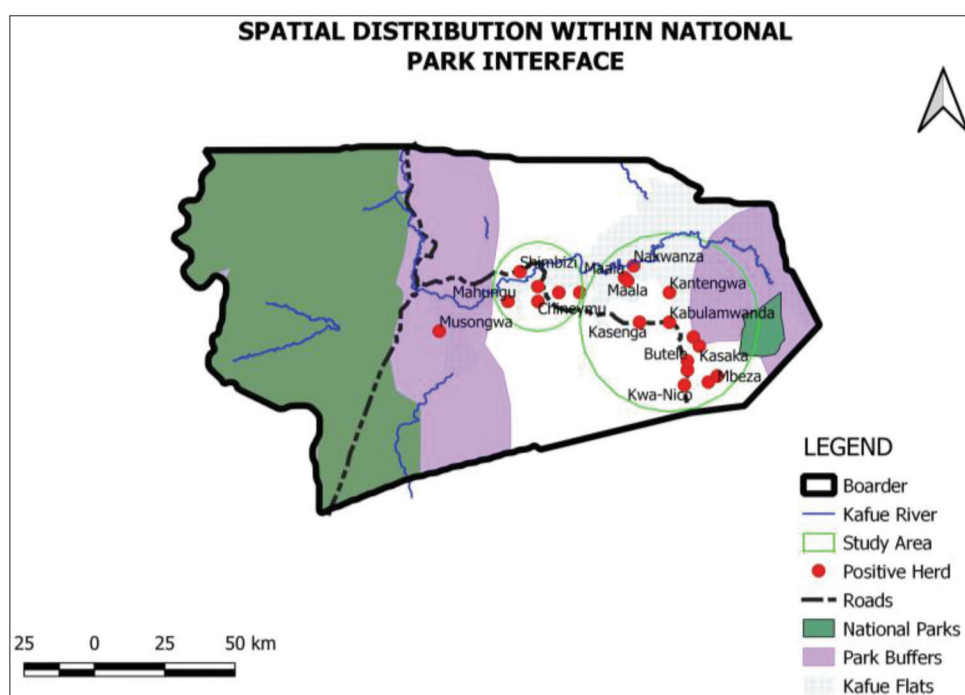 SPATIAL DISTRIBUTION WITHIN NATIONAL
PARK INTERFACE
Shimbizi
Maala
Nakwanza
Mahungu
Chineymu
Maala
Kantengwa
Musongwa
Kasenga
Kabulamwanda
Butele
Kasaka
Mbeza
Kwa-Nico
LEGEND
Boarder
Kafue River
Study Area
Positive Herd
Roads
National Parks
Park Buffers
Kafue Flats
25 0 25 50 km